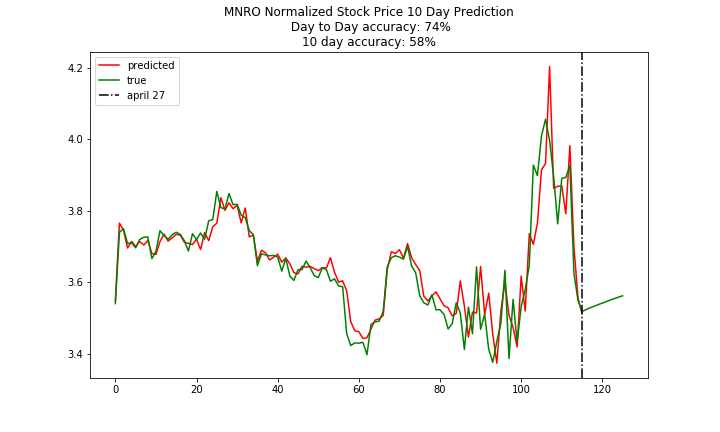 MNRO Normalized Stock Price 10 Day Prediction
Day to Day accuracy: 74%
10 day accuracy: 58%
predicted
true
april 27
4.2
4.0
3.8
3.6
3.4
0 20 40 60 80 100 120